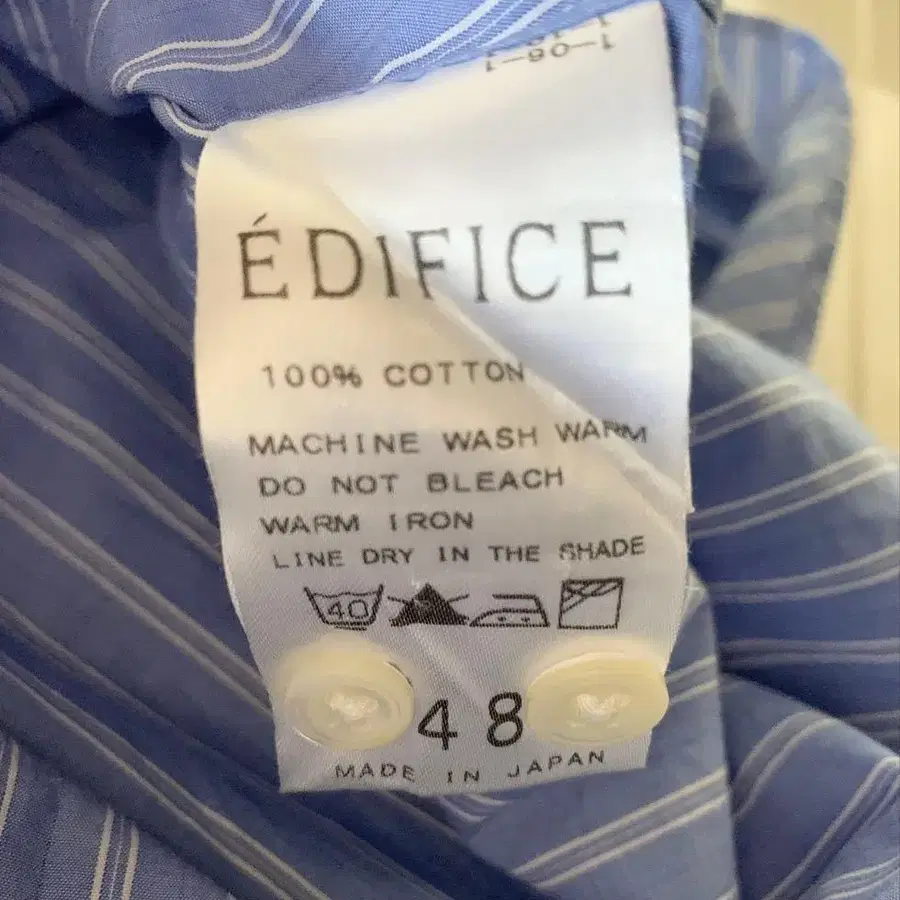 ÉDIFICE
100% COTTON
MACHINE WASH WARM
DO NOT BLEACH
WARM IRON
LINE DRY IN THE SHADE
40
48
MADE IN JAPAN